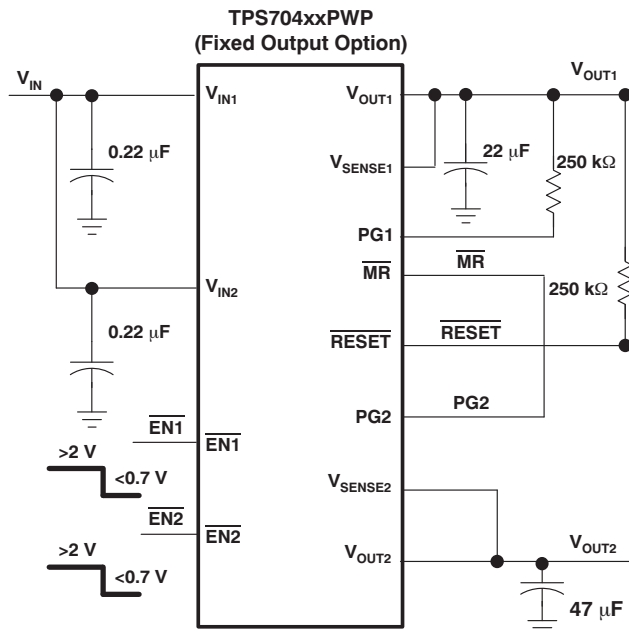 TPS704xxPWP
(Fixed Output Option)
VIN
VIN1
VOUT1
VOUT1
0.22 μF
VSENSE1
22 μF
250 kΩ
PG1
MR
MR
VIN2
250 kΩ
0.22 μF
RESET
RESET
PG2
PG2
EN1
EN1
>2 V
<0.7 V
VSENSE2
EN2
EN2
>2 V
VOUT2
VOUT2
<0.7 V
47 μF